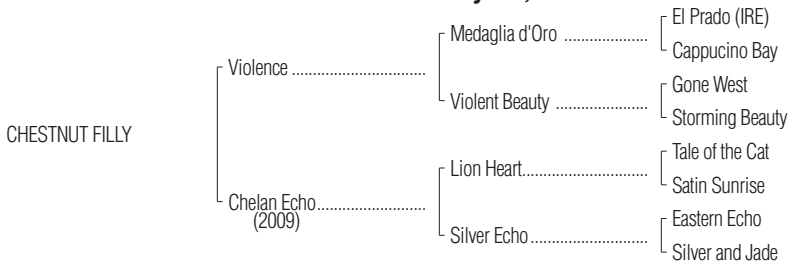 El Prado (IRE)
Medaglia d'Oro
Cappucino Bay
Violence
Gone West
Violent Beauty
Storming Beauty
CHESTNUT FILLY
Tale of the Cat
Lion Heart
Satin Sunrise
Chelan Echo
(2009)
Eastern Echo
Silver Echo
Silver and Jade